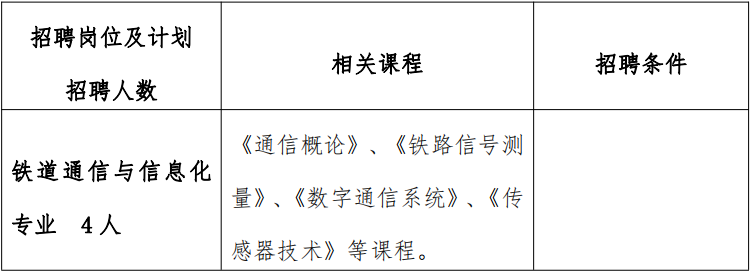 招聘岗位及计划
招聘人数
相关课程
招聘条件
铁道通信与信息化
专业 4人
《通信概论》、《铁路信号测
量》、《数字通信系统》、《传
感器技术》等课程。